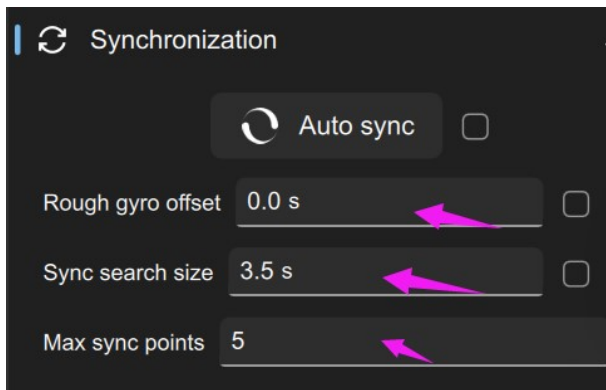 Synchronization
Auto sync
Rough gyro offset 0.0 s
Sync search size 3.5 s
Max sync points 5